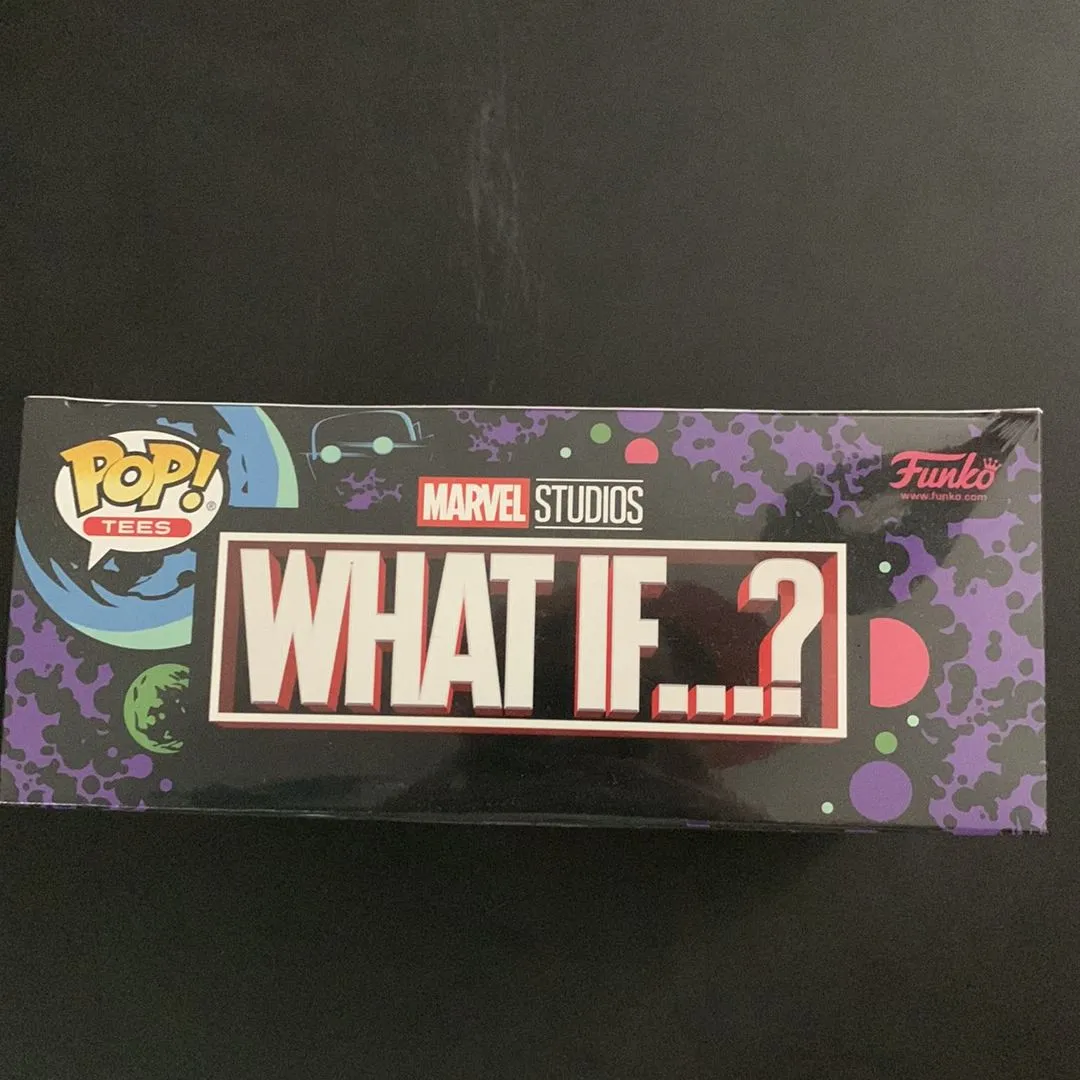 POP!®
TEES
MARVEL STUDIOS
WHAT IF...?
Funko
www.funko.com